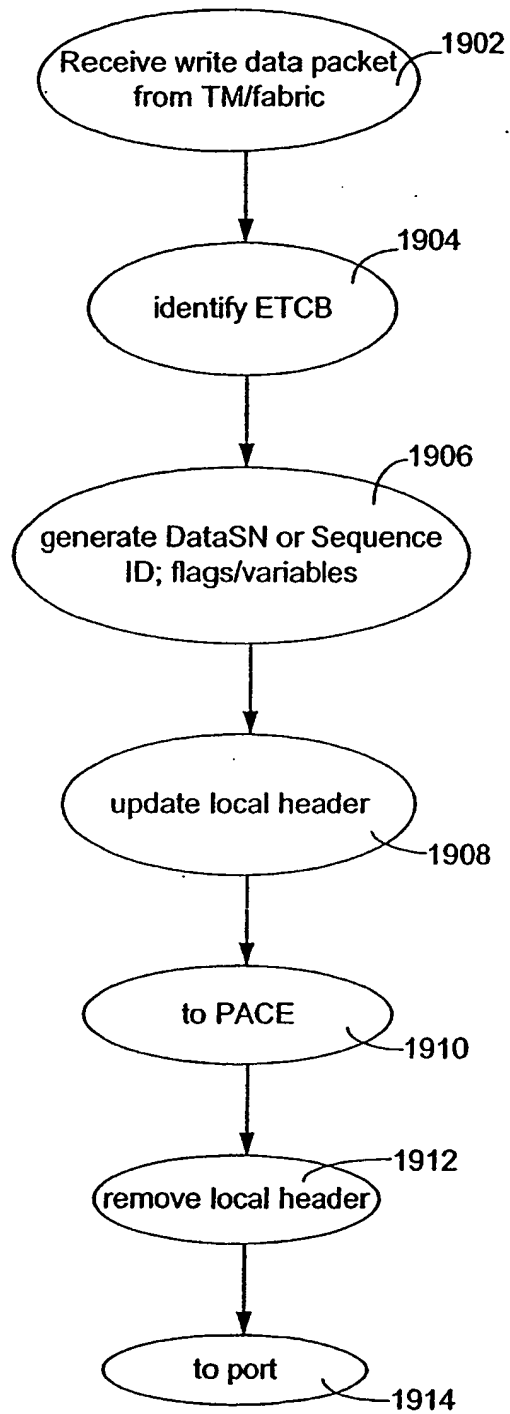 Receive write data packet
from TM/fabric
1902
identify ETCB
1904
generate DataSN or Sequence
ID; flags/variables
1906
update local header
1908
to PACE
1910
remove local header
1912
to port
1914